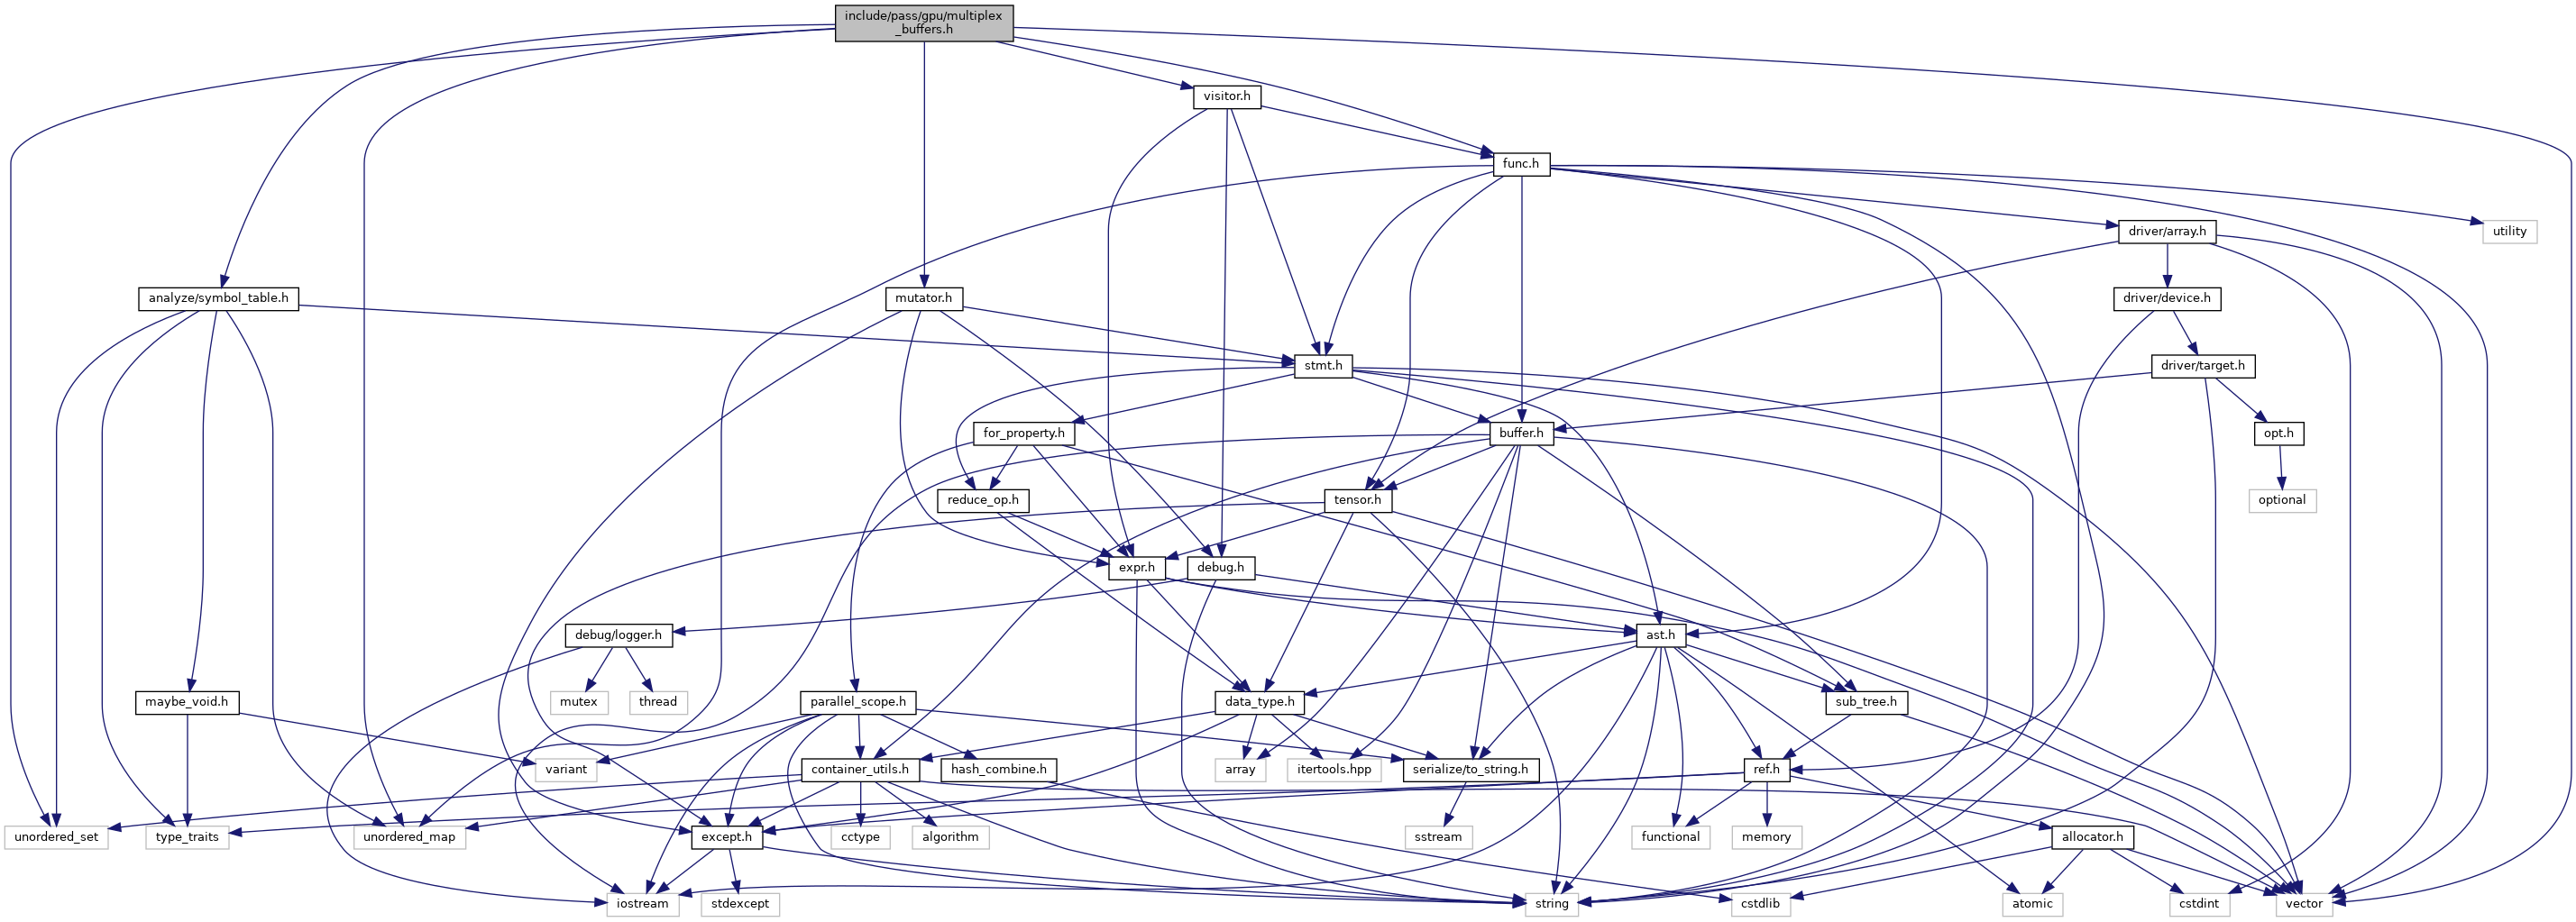 include/pass/gpu/multiplex
_buffers.h
visitor.h
func.h
driver/array.h
utility
analyze/symbol_table.h
mutator.h
driver/device.h
stmt.h
driver/target.h
for_property.h
buffer.h
opt.h
reduce_op.h
tensor.h
optional
expr.h
debug.h
debug/logger.h
ast.h
maybe_void.h
mutex
thread
parallel_scope.h
data_type.h
sub_tree.h
variant
container_utils.h
hash_combine.h
array
itertools.hpp
serialize/to_string.h
ref.h
unordered_set
type_traits
unordered_map
except.h
cctype
algorithm
sstream
functional
memory
allocator.h
iostream
stdexcept
string
cstdlib
atomic
cstdint
vector